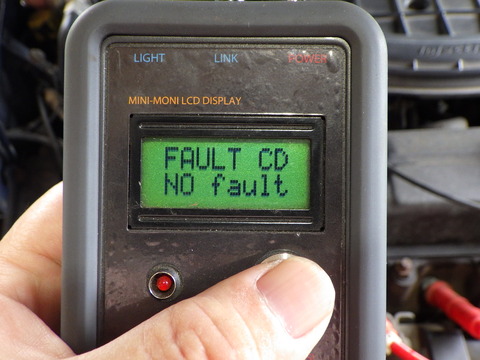 LIGHT LINK POWER
MINI-MONI LCD DISPLAY
FAULT CD
NO fault